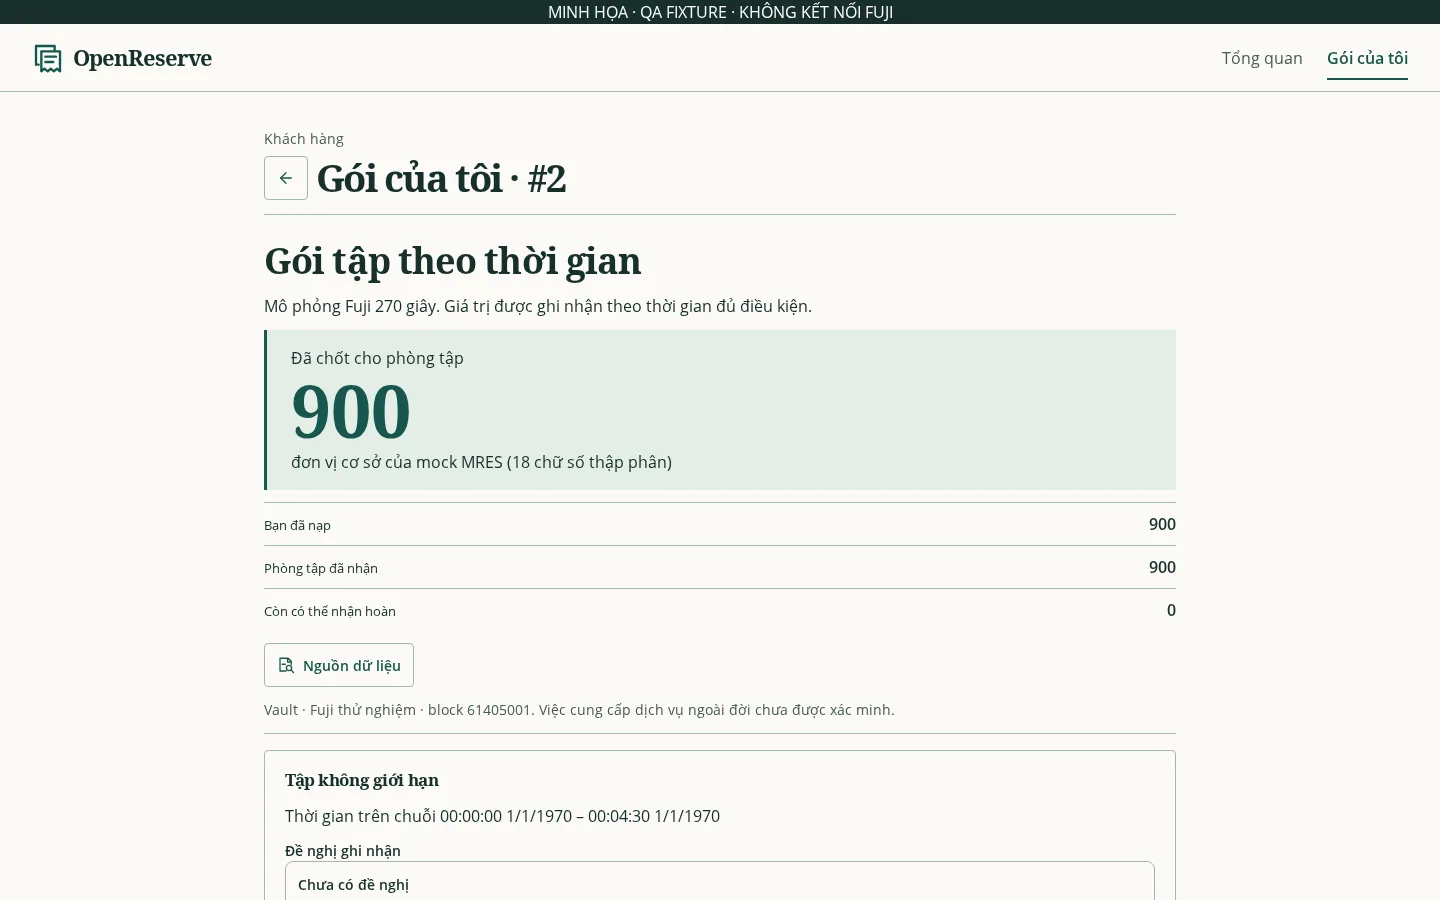 MINH HỌA · QA FIXTURE · KHÔNG KẾT NỐI FUJI
OpenReserve
Tổng quan
Gói của tôi
Khách hàng
Gói của tôi · #2
Gói tập theo thời gian
Mô phỏng Fuji 270 giây. Giá trị được ghi nhận theo thời gian đủ điều kiện.
Đã chốt cho phòng tập
900
đơn vị cơ sở của mock MRES (18 chữ số thập phân)
Bạn đã nạp 900
Phòng tập đã nhận 900
Còn có thể nhận hoàn 0
Nguồn dữ liệu
Vault · Fuji thử nghiệm · block 61405001. Việc cung cấp dịch vụ ngoài đời chưa được xác minh.
Tập không giới hạn
Thời gian trên chuỗi 00:00:00 1/1/1970 – 00:04:30 1/1/1970
Đề nghị ghi nhận
Chưa có đề nghị